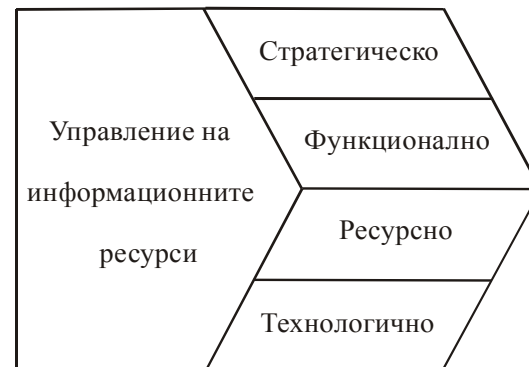 Управление на
информационните
ресурси
Стратегическо
Функционално
Ресурсно
Технологично